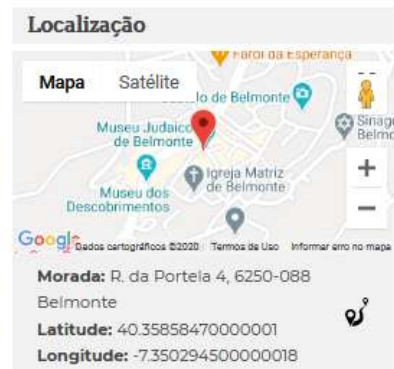 Localização
Farol da Esperança
Mapa
Satélite
lo de Belmonte
Museu Judaico
de Belmonte
Sinag
Belmo
Igreja Matriz
de Belmonte
Museu dos
Descobrimentos
Google
Dados cartográficos ©2020
Termos de Uso
Informar erro no mapa
Morada: R. da Portela 4, 6250-088
Belmonte
Latitude: 40.35858470000001
Longitude: -7.350294500000018